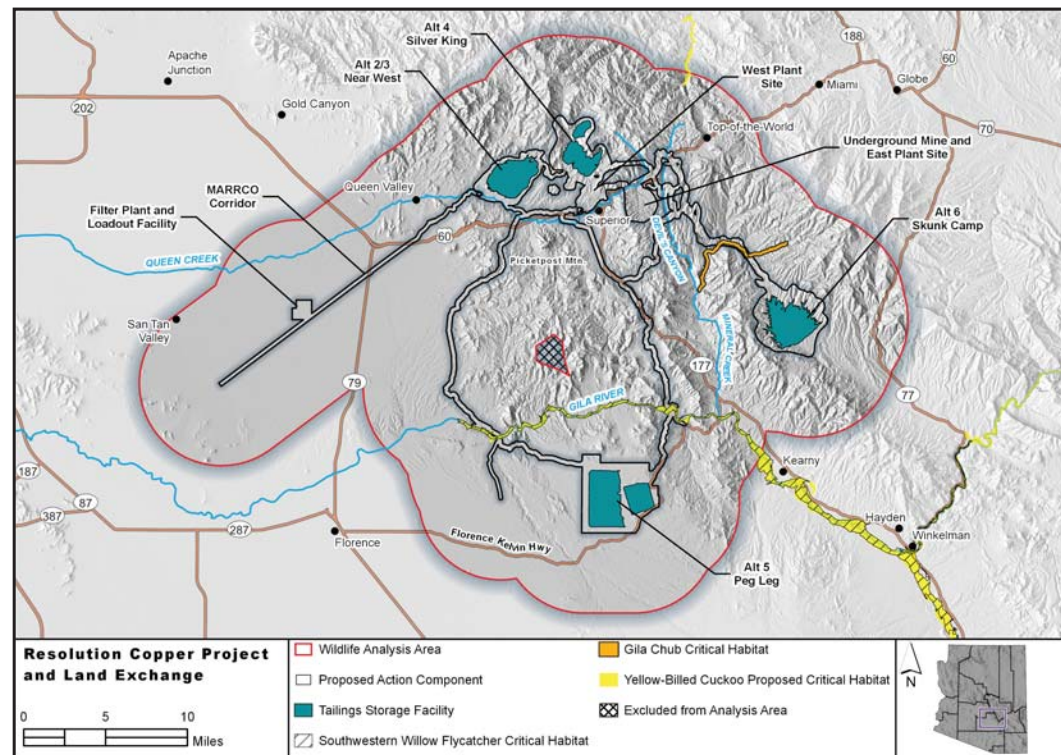 Alt 4
Silver King
Alt 2/3
Near West
West Plant
Site
Underground Mine and
East Plant Site
Alt 6
Skunk Camp
MARRCO
Corridor
Filter Plant and
Loadout Facility
Alt 5
Peg Leg
Apache
Junction
Gold Canyon
202
188
60
Miami
Globe
70
Top-of-the-World
Queen Valley
Superior
60
QUEEN CREEK
DEVIL'S CANYON
Picketpost Mtn.
MINERAL CREEK
San Tan
Valley
79
177
77
GILA RIVER
Kearny
187
87
387
287
Florence
Florence Kelvin Hwy
Hayden
Winkelman
Resolution Copper Project
and Land Exchange
0 5 10
Miles
Wildlife Analysis Area
Proposed Action Component
Tailings Storage Facility
Southwestern Willow Flycatcher Critical Habitat
Gila Chub Critical Habitat
Yellow-Billed Cuckoo Proposed Critical Habitat
Excluded from Analysis Area
N